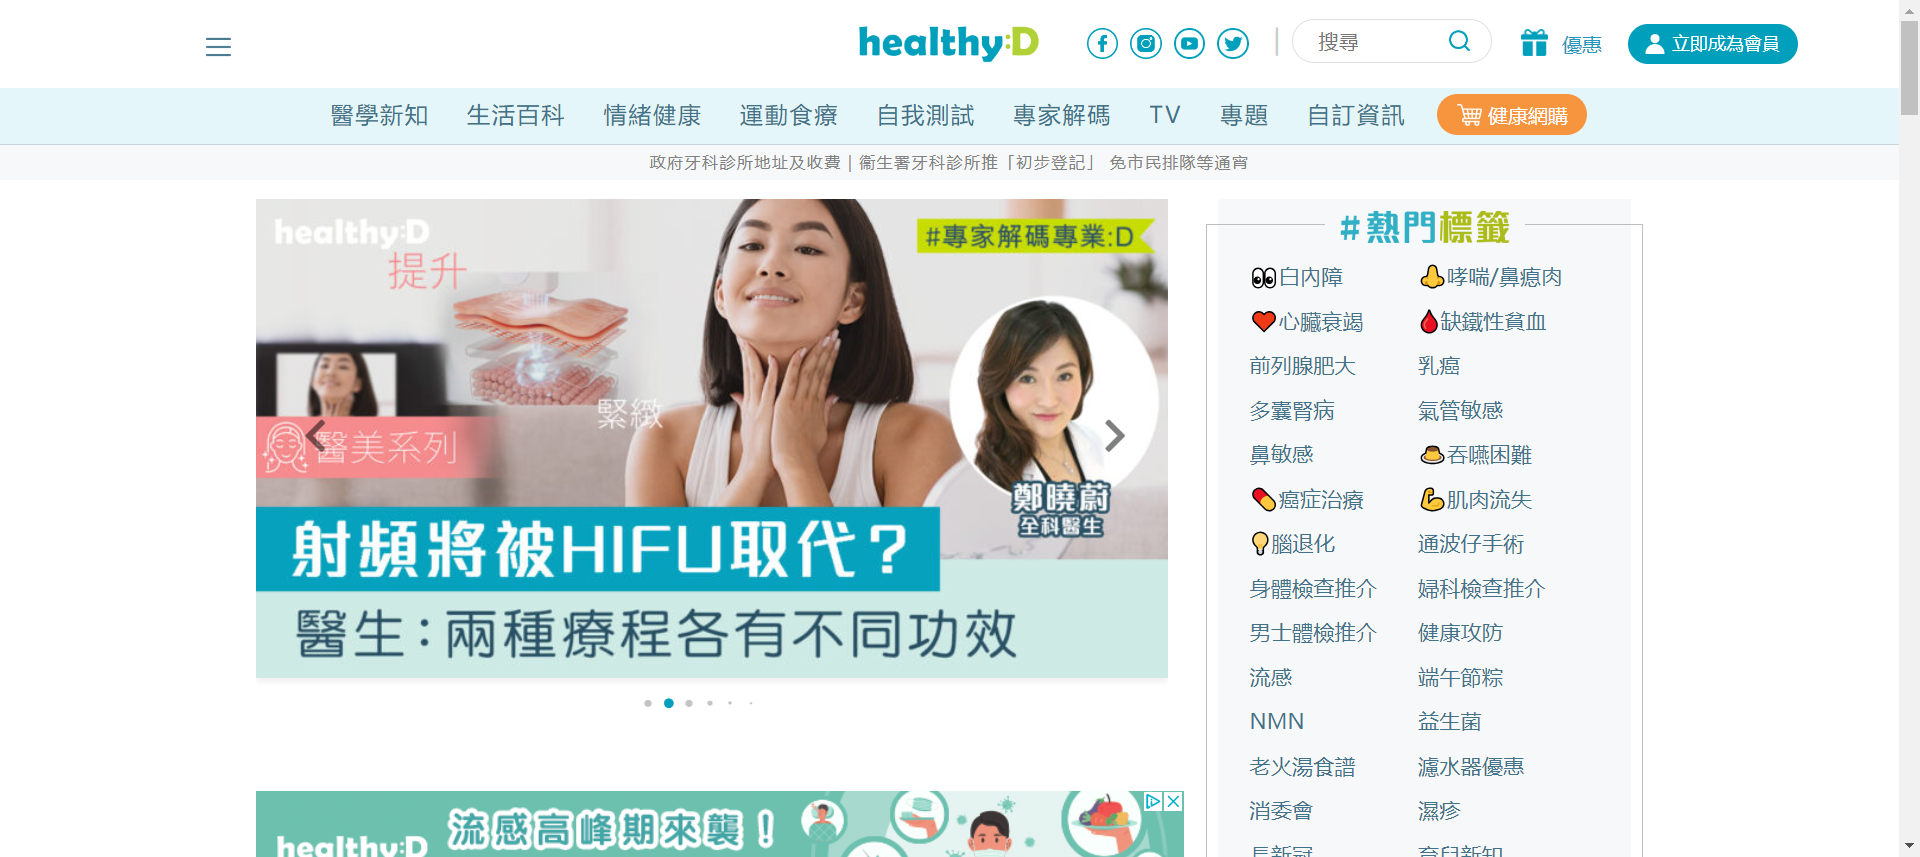 healthy:D
搜尋
優惠
立即成為會員
醫學新知 生活百科 情緒健康 運動食療 自我測試 專家解碼 TV 專題 自訂資訊 健康網購
政府牙科診所地址及收費 | 衞生署牙科診所推「初步登記」 免市民排隊等通宵
healthy:D
提升
#專家解碼專業:D
緊緻
醫美系列
鄭曉蔚
全科醫生
射頻將被HIFU取代？
醫生：兩種療程各有不同功效
#熱門標籤
白內障 哮喘/鼻瘜肉
心臟衰竭 缺鐵性貧血
前列腺肥大 乳癌
多囊腎病 氣管敏感
鼻敏感 吞嚥困難
癌症治療 肌肉流失
腦退化 通波仔手術
身體檢查推介 婦科檢查推介
男士體檢推介 健康攻防
流感 端午節粽
NMN 益生菌
老火湯食譜 濾水器優惠
消委會 濕疹
長新冠 育兒新知
流感高峰期來襲！
healthy:D